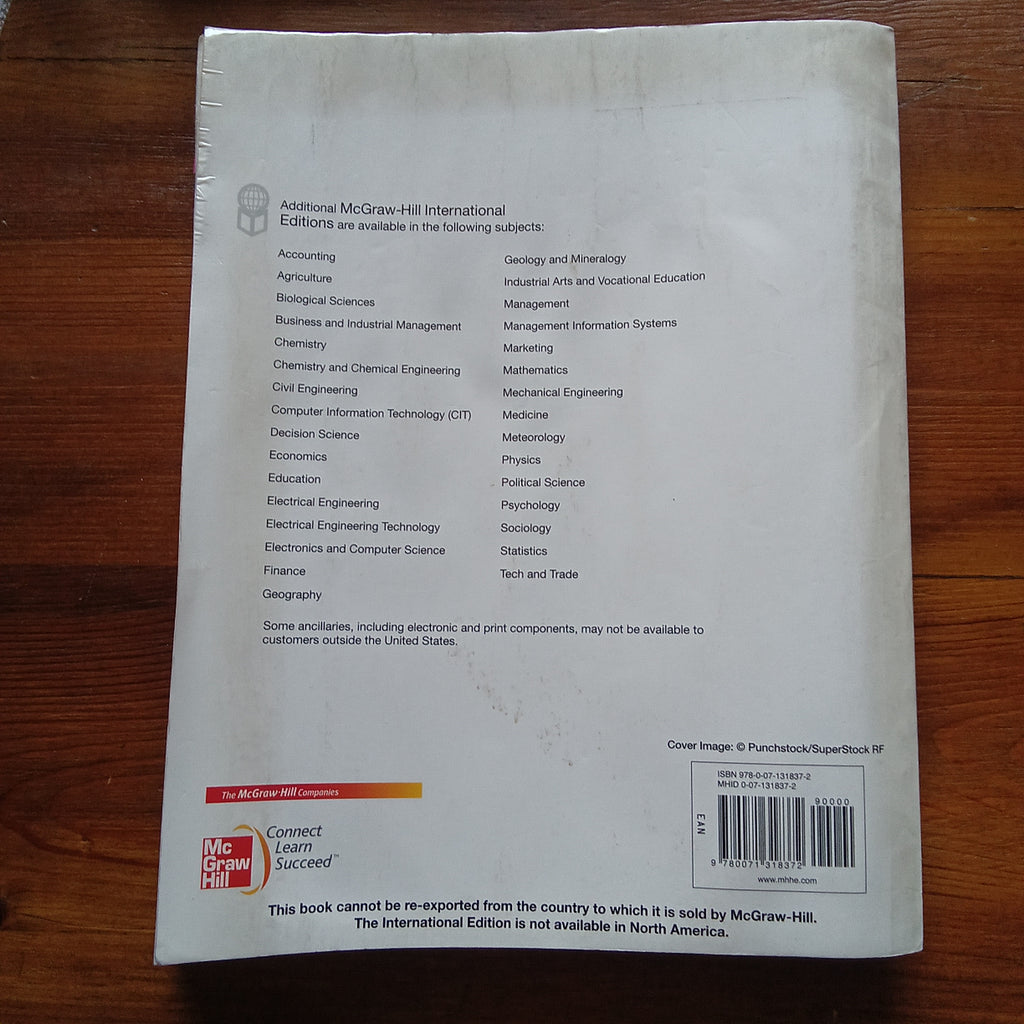 Additional McGraw-Hill International
Editions are available in the following subjects:
Accounting
Agriculture
Biological Sciences
Business and Industrial Management
Chemistry
Chemistry and Chemical Engineering
Civil Engineering
Computer Information Technology (CIT)
Decision Science
Economics
Education
Electrical Engineering
Electrical Engineering Technology
Electronics and Computer Science
Finance
Geography
Geology and Mineralogy
Industrial Arts and Vocational Education
Management
Management Information Systems
Marketing
Mathematics
Mechanical Engineering
Medicine
Meteorology
Physics
Political Science
Psychology
Sociology
Statistics
Tech and Trade
Some ancillaries, including electronic and print components, may not be available to
customers outside the United States.
Cover Image: © Punchstock/SuperStock RF
ISBN 978-0-07-131837-2
MHID 0-07-131837-2
90000
EAN
9 780071 318372
www.mhhe.com
The McGraw·Hill Companies
Mc
Graw
Hill
Connect
Learn
Succeed™
This book cannot be re-exported from the country to which it is sold by McGraw-Hill.
The International Edition is not available in North America.